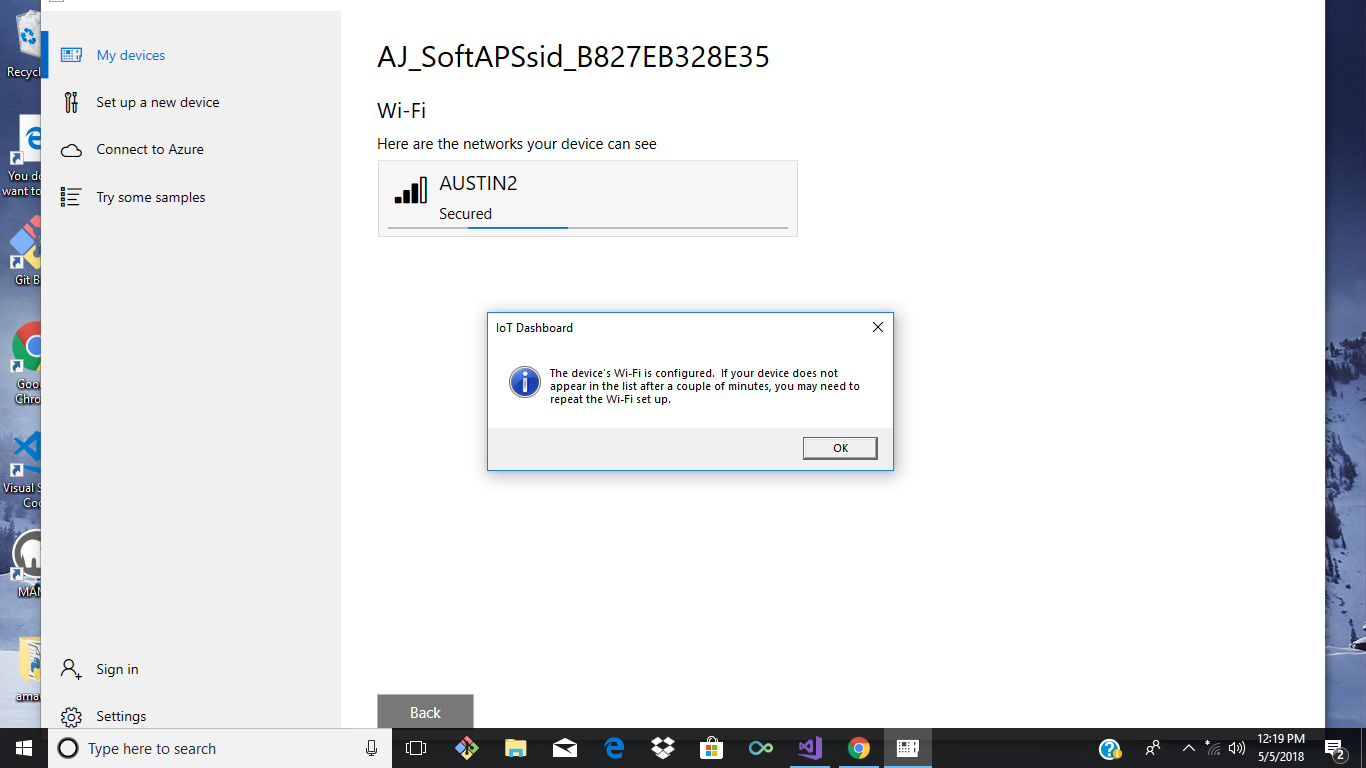 Recycl
You do
want to
Git B
Goo
Chro
Visual S
Co
MAN
ama
My devices
Set up a new device
Connect to Azure
Try some samples
Sign in
Settings
AJ_SoftAPSsid_B827EB328E35
Wi-Fi
Here are the networks your device can see
AUSTIN2
Secured
IoT Dashboard
The device's Wi-Fi is configured. If your device does not
appear in the list after a couple of minutes, you may need to
repeat the Wi-Fi set up.
OK
Back
Type here to search
12:19 PM
5/5/2018
2